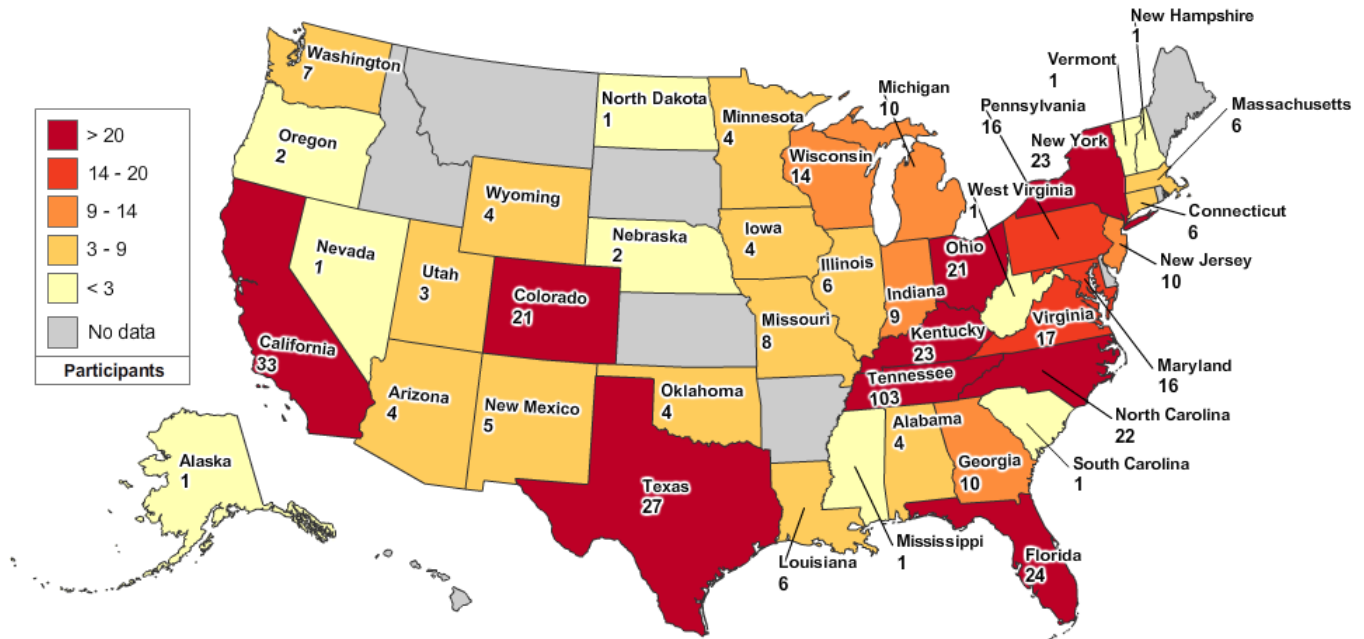 > 20
14 - 20
9 - 14
3 - 9
< 3
No data
Participants
Washington
7
Oregon
2
California
33
Nevada
1
Utah
3
Arizona
4
Alaska
1
Wyoming
4
Colorado
21
New Mexico
5
North Dakota
1
Nebraska
2
Oklahoma
4
Texas
27
Minnesota
4
Iowa
4
Missouri
8
Louisiana
6
Wisconsin
14
Illinois
6
Michigan
10
Indiana
9
Ohio
21
Kentucky
23
Tennessee
103
Mississippi
1
Alabama
4
Georgia
10
Florida
24
South Carolina
1
North Carolina
22
Virginia
17
West Virginia
1
Maryland
16
Pennsylvania
16
New York
23
New Jersey
10
Connecticut
6
Massachusetts
6
Vermont
1
New Hampshire
1